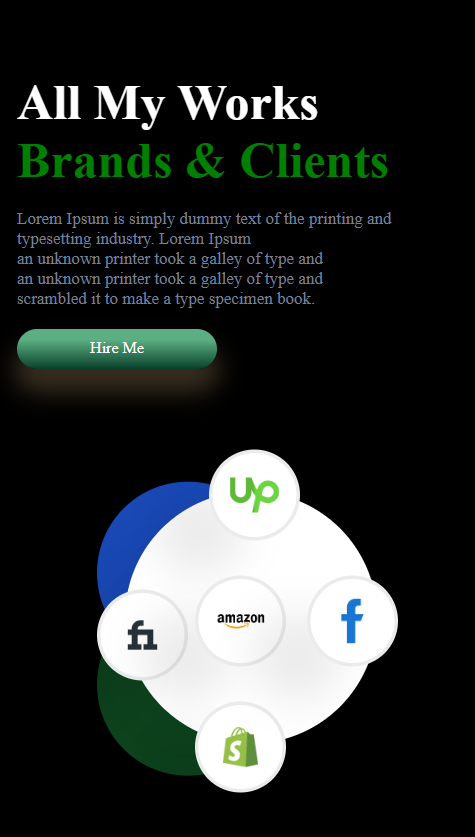 All My Works
Brands & Clients
Lorem Ipsum is simply dummy text of the printing and
typesetting industry. Lorem Ipsum
an unknown printer took a galley of type and
an unknown printer took a galley of type and
scrambled it to make a type specimen book.
Hire Me
Up
fi
amazon
f
S